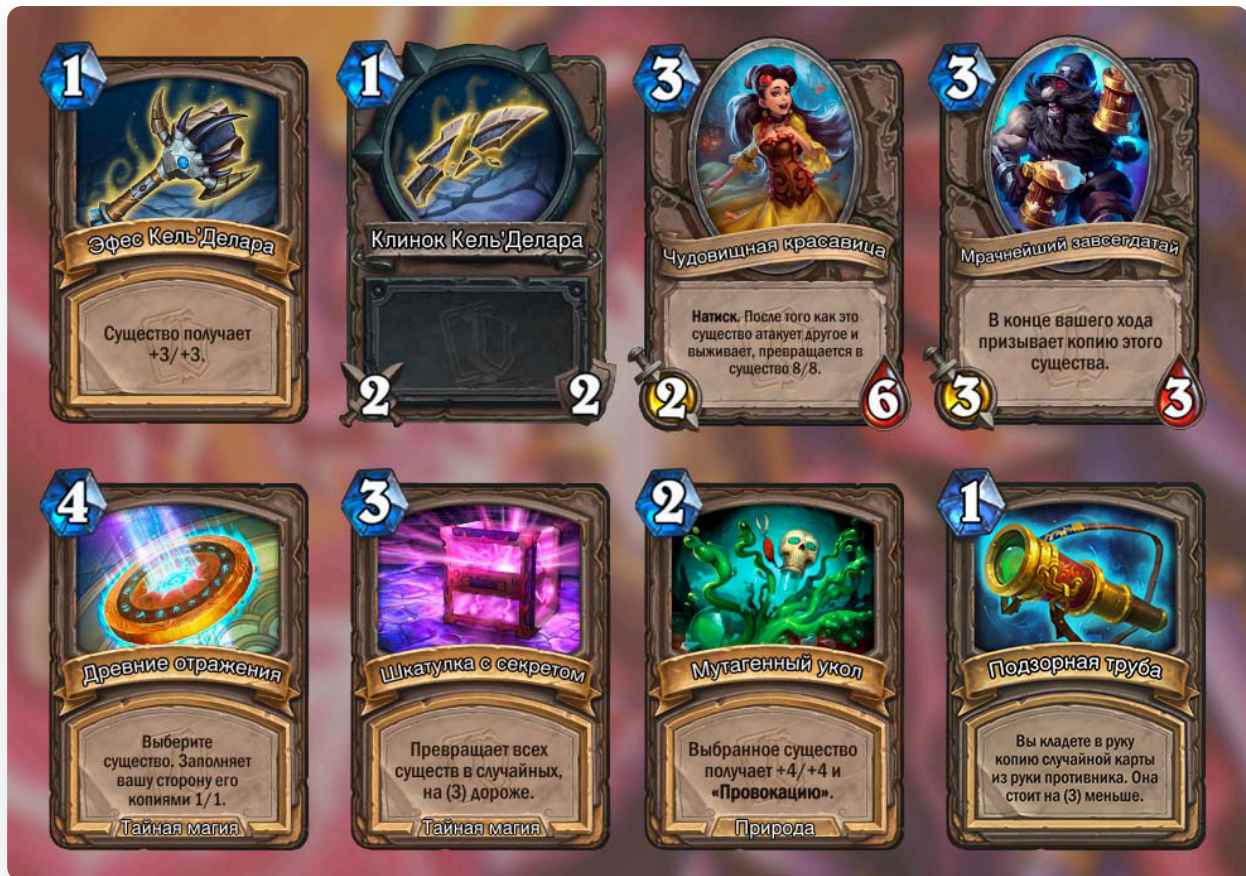 1
Эфес Кель'Делара
Существо получает
+3/+3.
1
Клинок Кель'Делара
2
2
3
Чудовищная красавица
Натиск. После того как это
существо атакует другое и
выживает, превращается в
существо 8/8.
2
6
3
Мрачнейший завсегдатай
В конце вашего хода
призывает копию этого
существа.
3
3
4
Древние отражения
Выберите
существо. Заполняет
вашу сторону его
копиями 1/1.
Тайная магия
3
Шкатулка с секретом
Превращает всех
существ в случайных,
на (3) дороже.
Тайная магия
2
Мутагенный укол
Выбранное существо
получает +4/+4 и
«Провокацию».
Природа
1
Подзорная труба
Вы кладете в руку
копию случайной карты
из руки противника. Она
стоит на (3) меньше.